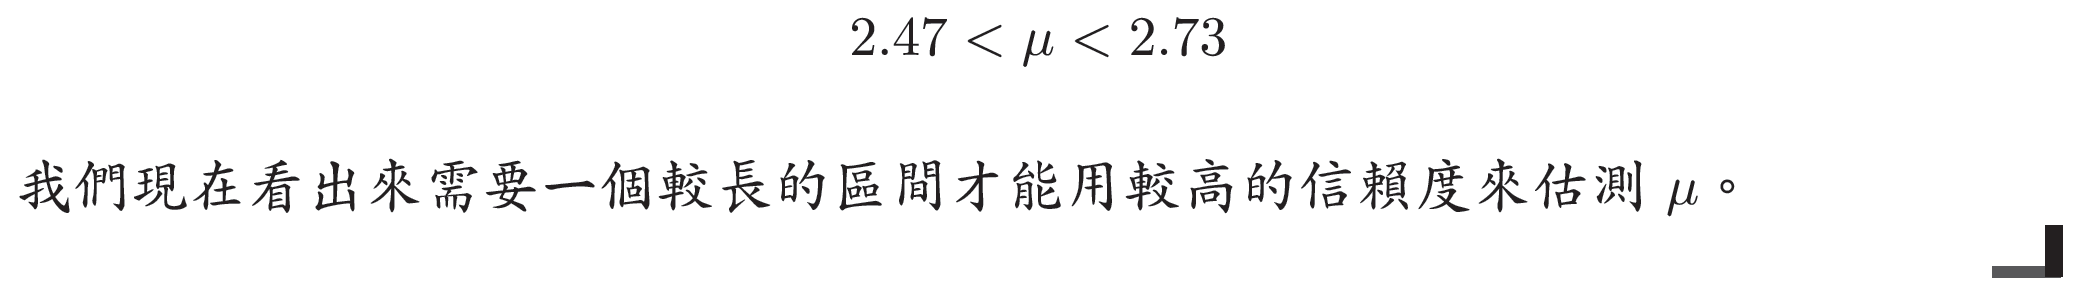 2.47 < μ < 2.73
我們現在看出來需要一個較長的區間才能用較高的信賴度來估測 μ。